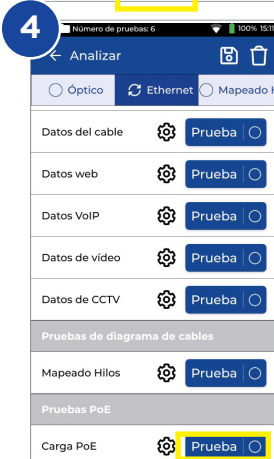 4
Número de pruebas: 6 100% 15:11
← Analizar
Óptico Ethernet Mapeado H
Datos del cable Prueba
Datos web Prueba
Datos VoIP Prueba
Datos de vídeo Prueba
Datos de CCTV Prueba
Pruebas de diagrama de cables
Mapeado Hilos Prueba
Pruebas PoE
Carga PoE Prueba